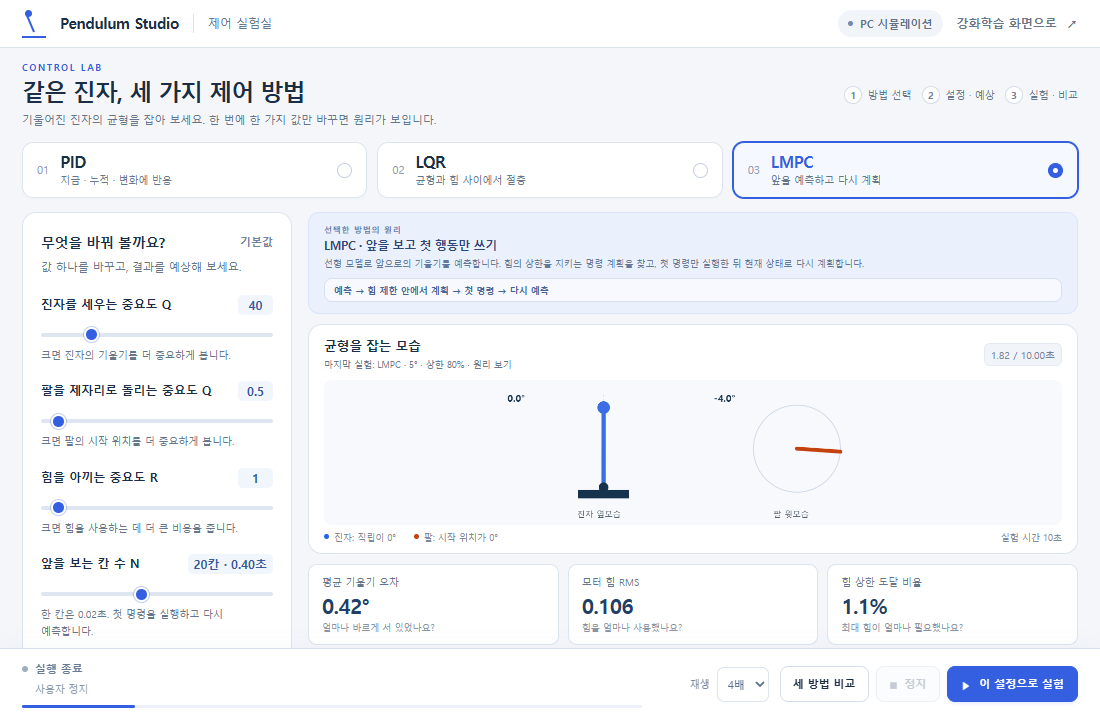 Pendulum Studio
제어 실험실
PC 시뮬레이션
강화학습 화면으로 ↗
CONTROL LAB
같은 진자, 세 가지 제어 방법
기울어진 진자의 균형을 잡아 보세요. 한 번에 한 가지 값만 바꾸면 원리가 보입니다.
1 방법 선택 2 설정 · 예상 3 실험 · 비교
01 PID
지금 · 누적 · 변화에 반응
02 LQR
균형과 힘 사이에서 절충
03 LMPC
앞을 예측하고 다시 계획
무엇을 바꿔 볼까요?
기본값
값 하나를 바꾸고, 결과를 예상해 보세요.
진자를 세우는 중요도 Q 40
크면 진자의 기울기를 더 중요하게 봅니다.
팔을 제자리로 돌리는 중요도 Q 0.5
크면 팔의 시작 위치를 더 중요하게 봅니다.
힘을 아끼는 중요도 R 1
크면 힘을 사용하는 데 더 큰 비용을 줍니다.
앞을 보는 칸 수 N 20칸 · 0.40초
한 칸은 0.02초. 첫 명령을 실행하고 다시
예측합니다.
선택한 방법의 원리
LMPC · 앞을 보고 첫 행동만 쓰기
선형 모델로 앞으로의 기울기를 예측합니다. 힘의 상한을 지키는 명령 계획을 찾고, 첫 명령만 실행한 뒤 현재 상태로 다시 계획합니다.
예측 → 힘 제한 안에서 계획 → 첫 명령 → 다시 예측
균형을 잡는 모습
마지막 실험: LMPC · 5° · 상한 80% · 원리 보기
1.82 / 10.00초
0.0°
-4.0°
진자 옆모습
팔 윗모습
진자: 직립이 0°
팔: 시작 위치가 0°
실험 시간 10초
평균 기울기 오차
0.42°
얼마나 바르게 서 있었나요?
모터 힘 RMS
0.106
힘을 얼마나 사용했나요?
힘 상한 도달 비율
1.1%
최대 힘이 얼마나 필요했나요?
실행 종료
사용자 정지
재생
4배
세 방법 비교
정지
이 설정으로 실험